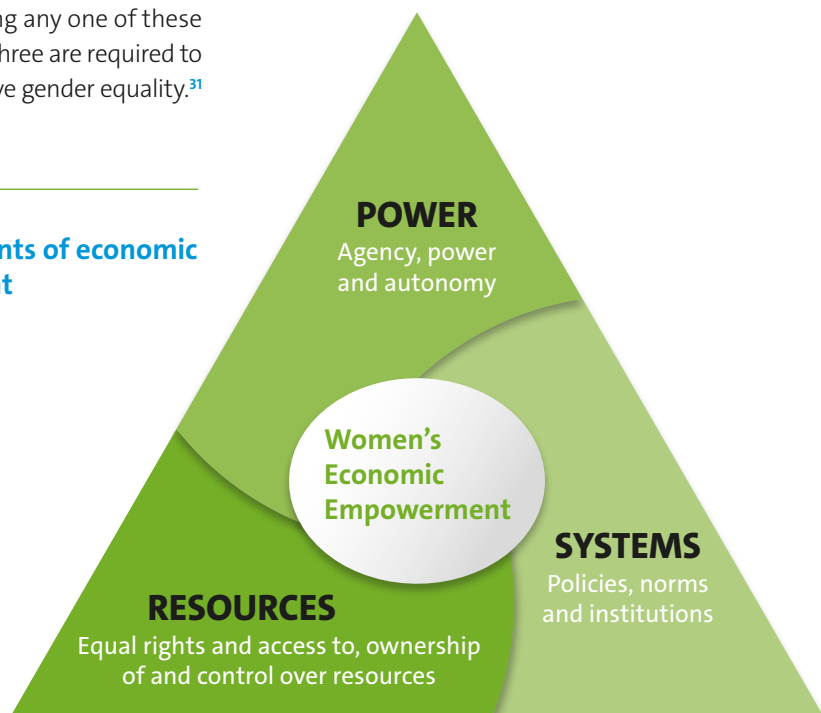 ng any one of these
hree are required to
ve gender equality.31
nts of economic
t
POWER
Agency, power
and autonomy
Women's
Economic
Empowerment
SYSTEMS
Policies, norms
and institutions
RESOURCES
Equal rights and access to, ownership
of and control over resources